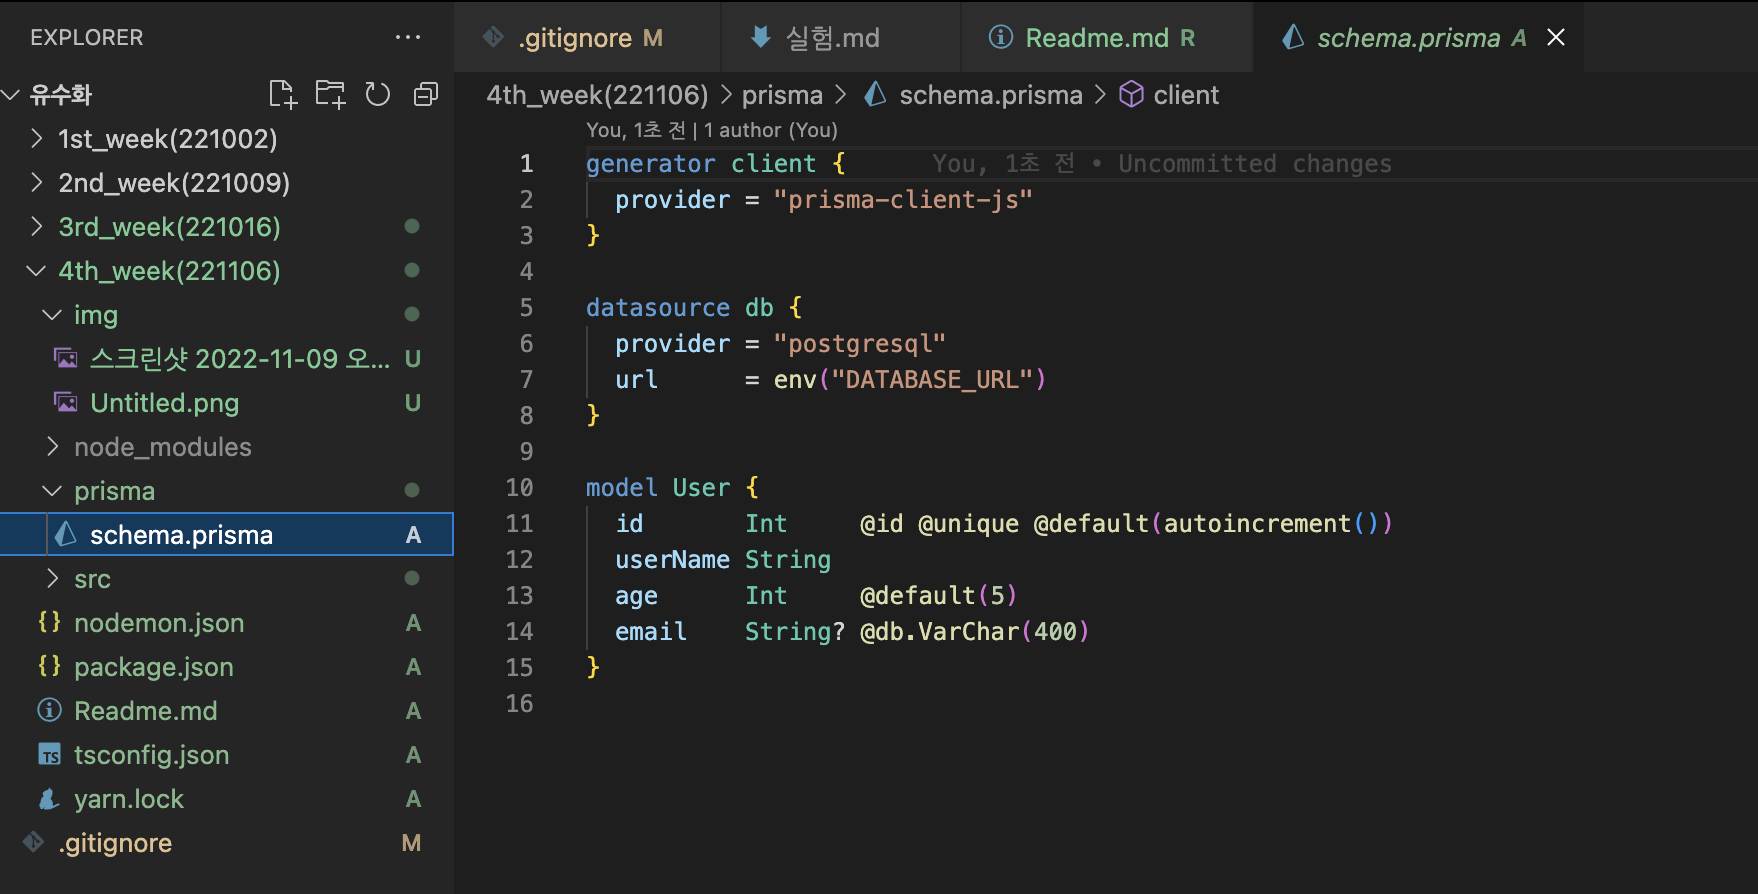 EXPLORER
유수화
1st_week(221002)
2nd_week(221009)
3rd_week(221016)
4th_week(221106)
img
스크린샷 2022-11-09 오... U
Untitled.png U
node_modules
prisma
schema.prisma A
src
{} nodemon.json A
{} package.json A
Readme.md A
TS tsconfig.json A
yarn.lock A
.gitignore M
.gitignore M 실험.md Readme.md R schema.prisma A
4th_week(221106) > prisma > schema.prisma > client
You, 1초 전 | 1 author (You)
1 generator client { You, 1초 전 • Uncommitted changes
2 provider = "prisma-client-js"
3 }
4
5 datasource db {
6 provider = "postgresql"
7 url = env("DATABASE_URL")
8 }
9
10 model User {
11 id Int @id @unique @default(autoincrement())
12 userName String
13 age Int @default(5)
14 email String? @db.VarChar(400)
15 }
16